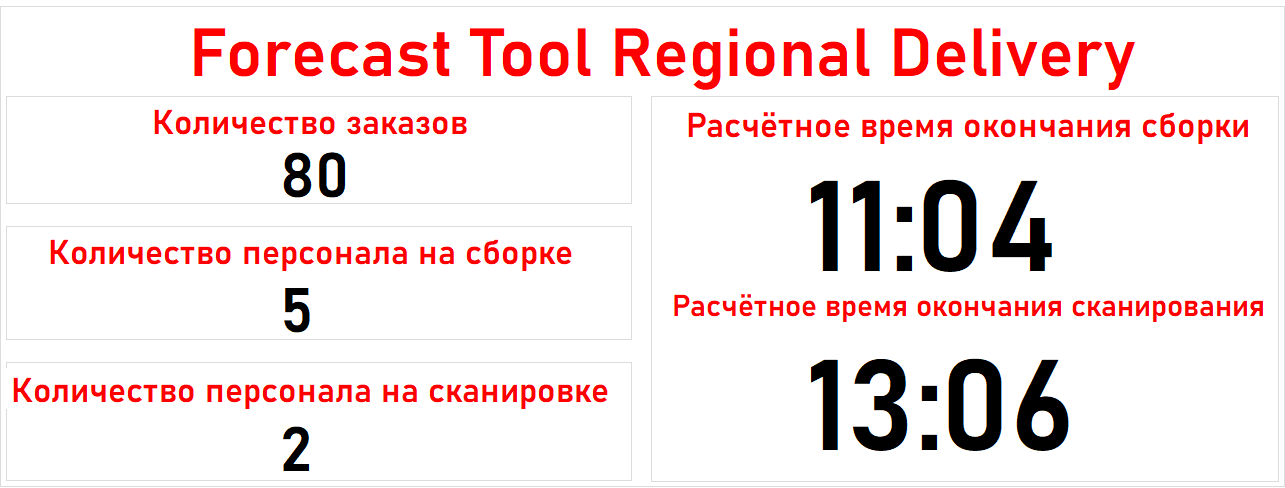 Forecast Tool Regional Delivery
Количество заказов
80
Количество персонала на сборке
5
Количество персонала на сканировке
2
Расчётное время окончания сборки
11:04
Расчётное время окончания сканирования
13:06